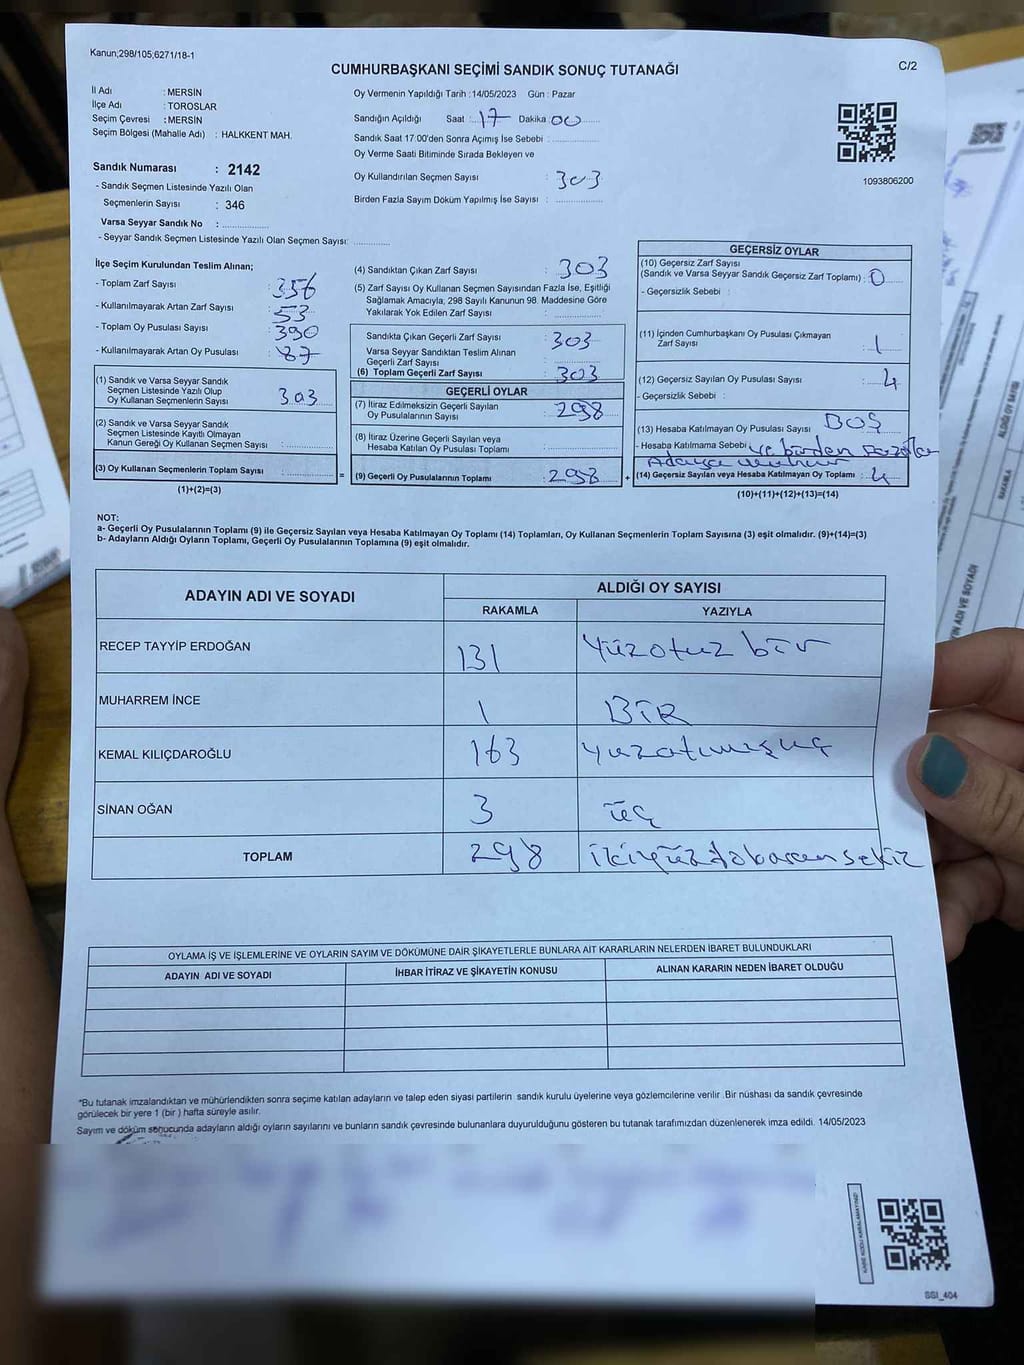 Kanun;298/105;6271/18-1
C/2
CUMHURBAŞKANI SEÇİMİ SANDIK SONUÇ TUTANAĞI
İl Adı : MERSİN
İlçe Adı : TOROSLAR
Seçim Çevresi : MERSİN
Seçim Bölgesi (Mahalle Adı) : HALKKENT MAH.
Sandık Numarası : 2142
- Sandık Seçmen Listesinde Yazılı Olan
Seçmenlerin Sayısı : 346
Varsa Seyyar Sandık No :
- Seyyar Sandık Seçmen Listesinde Yazılı Olan Seçmen Sayısı:
Oy Vermenin Yapıldığı Tarih :14/05/2023 Gün : Pazar
Sandığın Açıldığı Saat : 17 Dakika : 00
Sandık Saat 17:00'den Sonra Açımış İse Sebebi :
Oy Verme Saati Bitiminde Sırada Bekleyen ve
Oy Kullandırılan Seçmen Sayısı : 303
Birden Fazla Sayım Döküm Yapılmış İse Sayısı :
1093806200
İlçe Seçim Kurulundan Teslim Alınan;
- Toplam Zarf Sayısı : 356
- Kullanılmayarak Artan Zarf Sayısı : 53
- Toplam Oy Pusulası Sayısı : 390
- Kullanılmayarak Artan Oy Pusulası : 87
(1) Sandık ve Varsa Seyyar Sandık
Seçmen Listesinde Yazılı Olup
Oy Kullanan Seçmenlerin Sayısı : 303
(2) Sandık ve Varsa Seyyar Sandık
Seçmen Listesinde Kayıtlı Olmayan
Kanun Gereği Oy Kullanan Seçmen Sayısı :
(3) Oy Kullanan Seçmenlerin Toplam Sayısı : =
(1)+(2)=(3)
(4) Sandıktan Çıkan Zarf Sayısı : 303
(5) Zarf Sayısı Oy Kullanan Seçmen Sayısından Fazla İse, Eşitliği
Sağlamak Amacıyla, 298 Sayılı Kanunun 98. Maddesine Göre
Yakılarak Yok Edilen Zarf Sayısı :
Sandıkta Çıkan Geçerli Zarf Sayısı : 303
Varsa Seyyar Sandıktan Teslim Alınan
Geçerli Zarf Sayısı :
(6) Toplam Geçerli Zarf Sayısı : 303
GEÇERLİ OYLAR
(7) İtiraz Edilmeksizin Geçerli Sayılan
Oy Pusulalarının Sayısı : 298
(8) İtiraz Üzerine Geçerli Sayılan veya
Hesaba Katılan Oy Pusulaları Toplamı :
(9) Geçerli Oy Pusulalarının Toplamı : 298 +
GEÇERSİZ OYLAR
(10) Geçersiz Zarf Sayısı
(Sandık ve Varsa Seyyar Sandık Geçersiz Zarf Toplamı) : 0
- Geçersizlik Sebebi :
(11) İçinden Cumhurbaşkanı Oy Pusulası Çıkmayan
Zarf Sayısı : 1
(12) Geçersiz Sayılan Oy Pusulası Sayısı : 4
- Geçersizlik Sebebi :
(13) Hesaba Katılmayan Oy Pusulası Sayısı : BOŞ
- Hesaba Katılmama Sebebi : ve birden fazla
Adaya mühür
(14) Geçersiz Sayılan veya Hesaba Katılmayan Oy Toplamı : 4
(10)+(11)+(12)+(13)=(14)
NOT:
a- Geçerli Oy Pusulalarının Toplamı (9) ile Geçersiz Sayılan veya Hesaba Katılmayan Oy Toplamı (14) Toplamları, Oy Kullanan Seçmenlerin Toplam Sayısına (3) eşit olmalıdır. (9)+(14)=(3)
b- Adayların Aldığı Oyların Toplamı, Geçerli Oy Pusulalarının Toplamına (9) eşit olmalıdır.
ADAYIN ADI VE SOYADI
ALDIĞI OY SAYISI
RAKAMLA YAZIYLA
RECEP TAYYİP ERDOĞAN 131 Yüzotuz bir
MUHARREM İNCE 1 BİR
KEMAL KILIÇDAROĞLU 163 yüzatmışüç
SİNAN OĞAN 3 üç
TOPLAM 298 ikiyüzdoksansekiz
OYLAMA İŞ VE İŞLEMLERİNE VE OYLARIN SAYIM VE DÖKÜMÜNE DAİR ŞİKAYETLERLE BUNLARA AİT KARARLARIN NELERDEN İBARET BULUNDUKLARI
ADAYIN ADI VE SOYADI İHBAR İTİRAZ VE ŞİKAYETİN KONUSU ALINAN KARARIN NEDEN İBARET OLDUĞU
*Bu tutanak imzalandıktan ve mühürlendikten sonra seçime katılan adayların ve talep eden siyasi partilerin sandık kurulu üyelerine veya gözlemcilerine verilir .Bir nüshası da sandık çevresinde
görülecek bir yere 1 (bir ) hafta süreyle asılır.
Sayım ve döküm sonucunda adayların aldığı oyların sayılarını ve bunların sandık çevresinde bulunanlara duyurulduğunu gösteren bu tutanak tarafımızdan düzenlenerek imza edildi. 14/05/2023
KARE KODU KARALAMAYINIZ!
SSI_404
ALDIĞI OY
RAKAMLA
ADI VE SOYADI